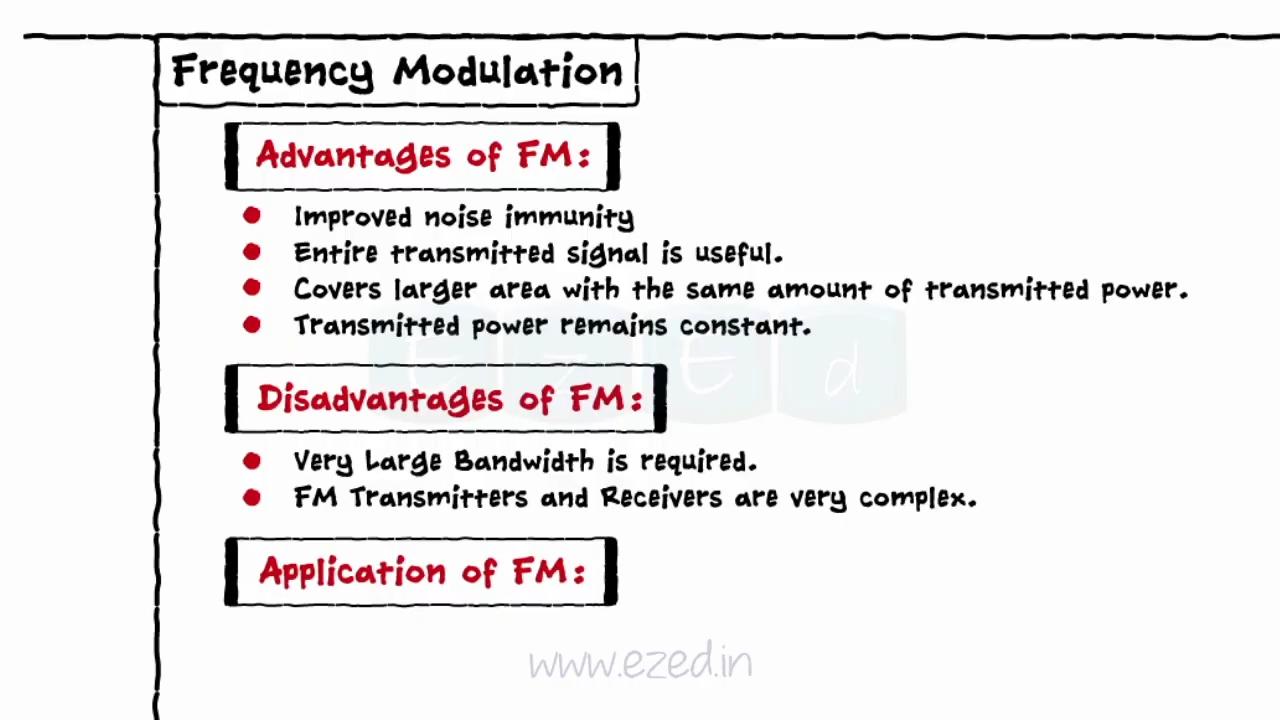 Frequency Modulation
Advantages of FM:
Improved noise immunity
Entire transmitted signal is useful.
Covers larger area with the same amount of transmitted power.
Transmitted power remains constant.
EzEd
Disadvantages of FM:
Very Large Bandwidth is required.
FM Transmitters and Receivers are very complex.
Application of FM:
www.ezed.in